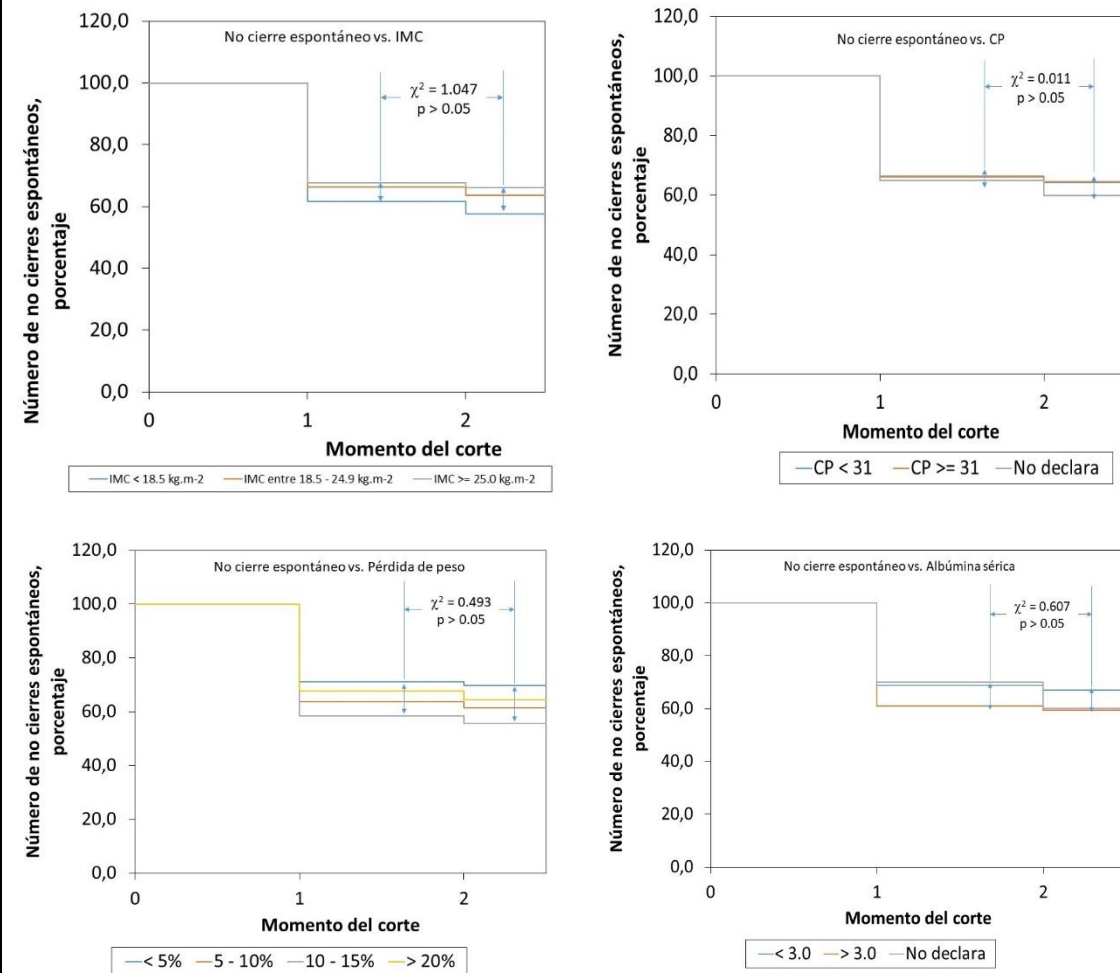 No cierre espontáneo vs. IMC
χ² = 1.047
p > 0.05
Número de no cierres espontáneos,
porcentaje
120,0
100,0
80,0
60,0
40,0
20,0
0,0
0 1 2
Momento del corte
IMC < 18.5 kg.m-2 IMC entre 18.5 - 24.9 kg.m-2 IMC >= 25.0 kg.m-2
No cierre espontáneo vs. CP
χ² = 0.011
p > 0.05
Número de no cierres espontáneos,
porcentaje
120,0
100,0
80,0
60,0
40,0
20,0
0,0
0 1 2
Momento del corte
CP < 31 CP >= 31 No declara
No cierre espontáneo vs. Pérdida de peso
χ² = 0.493
p > 0.05
Número de no cierres espontáneos,
porcentaje
120,0
100,0
80,0
60,0
40,0
20,0
0,0
0 1 2
Momento del corte
< 5% 5 - 10% 10 - 15% > 20%
No cierre espontáneo vs. Albúmina sérica
χ² = 0.607
p > 0.05
Número de no cierres espontáneos,
porcentaje
120,0
100,0
80,0
60,0
40,0
20,0
0,0
0 1 2
Momento del corte
< 3.0 > 3.0 No declara